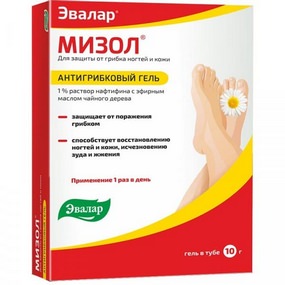 Эвалар
МИЗОЛ®
Для защиты от грибка ногтей и кожи
АНТИГРИБКОВЫЙ ГЕЛЬ
1 % раствор нафтифина с эфирным
маслом чайного дерева
защищает от поражения
грибком
способствует восстановлению
ногтей и кожи, исчезновению
зуда и жжения
Применение 1 раз в день
Эвалар
гель в тубе 10 г